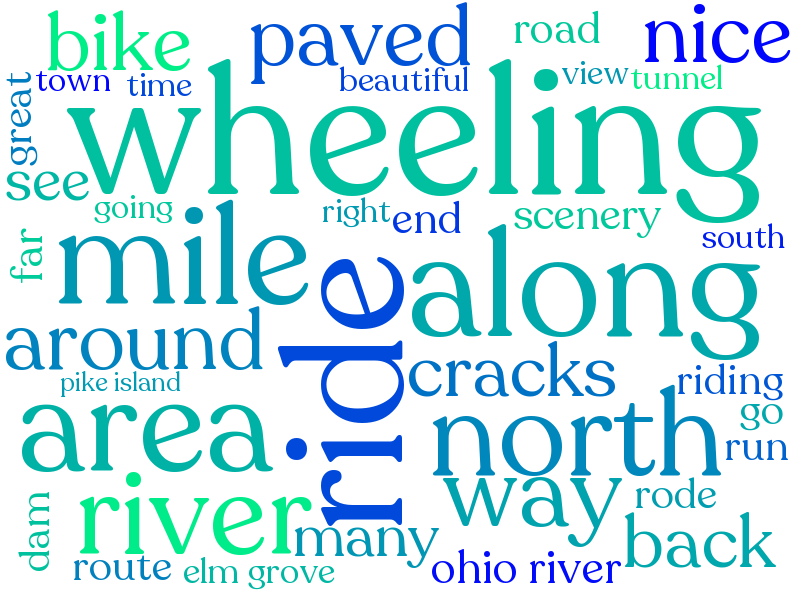 bike
paved
road
nice
town
time
beautiful
view
tunnel
great
wheeling
see
going
right
end
scenery
south
far
mile
ride
along
around
cracks
pike island
riding
area
north
go
run
river
way
rode
dam
many
back
route
elm grove
ohio river